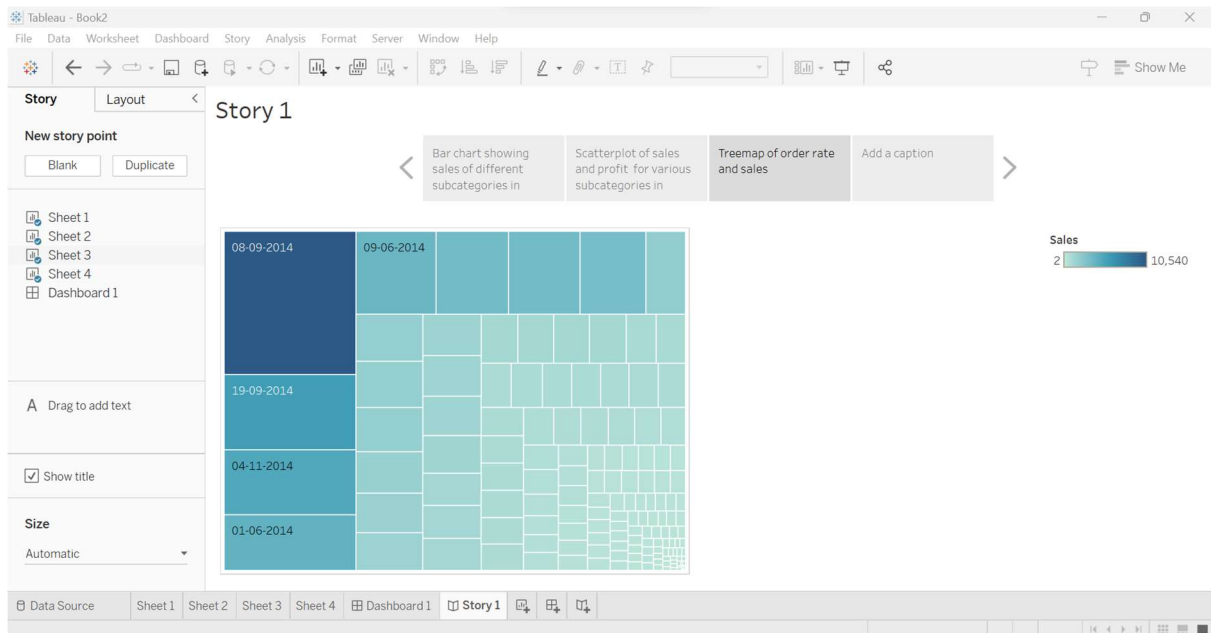 Tableau - Book2
File Data Worksheet Dashboard Story Analysis Format Server Window Help
Show Me
Story Layout
New story point
Blank Duplicate
Sheet 1
Sheet 2
Sheet 3
Sheet 4
Dashboard 1
A Drag to add text
Show title
Size
Automatic
Story 1
Bar chart showing
sales of different
subcategories in
Scatterplot of sales
and profit for various
subcategories in
Treemap of order rate
and sales
Add a caption
08-09-2014
09-06-2014
19-09-2014
04-11-2014
01-06-2014
Sales
2 10,540
Data Source Sheet 1 Sheet 2 Sheet 3 Sheet 4 Dashboard 1 Story 1